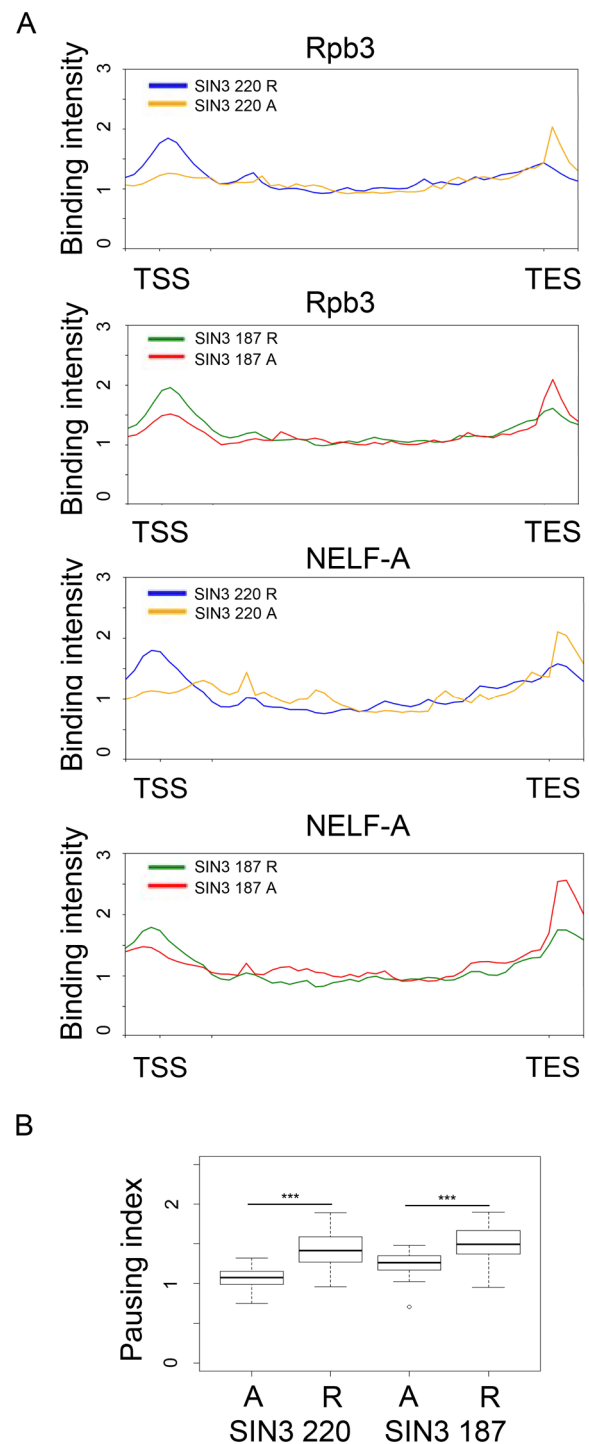 A
Rpb3
Binding intensity
3
2
1
0
SIN3 220 R
SIN3 220 A
TSS
TES
Rpb3
Binding intensity
3
2
1
0
SIN3 187 R
SIN3 187 A
TSS
TES
NELF-A
Binding intensity
3
2
1
0
SIN3 220 R
SIN3 220 A
TSS
TES
NELF-A
Binding intensity
3
2
1
0
SIN3 187 R
SIN3 187 A
TSS
TES
B
Pausing index
2
1
0
***
***
A R A R
SIN3 220 SIN3 187